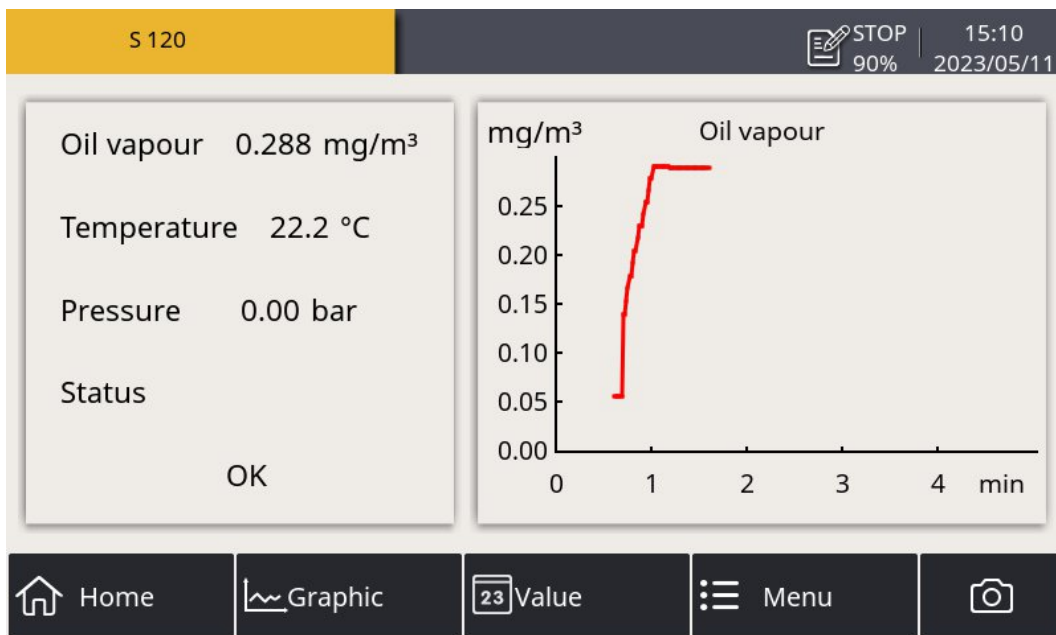 S 120
STOP
90%
15:10
2023/05/11
Oil vapour 0.288 mg/m³
Temperature 22.2 °C
Pressure 0.00 bar
Status
OK
mg/m³ Oil vapour
0.25
0.20
0.15
0.10
0.05
0.00
0 1 2 3 4 min
Home Graphic 23 Value Menu